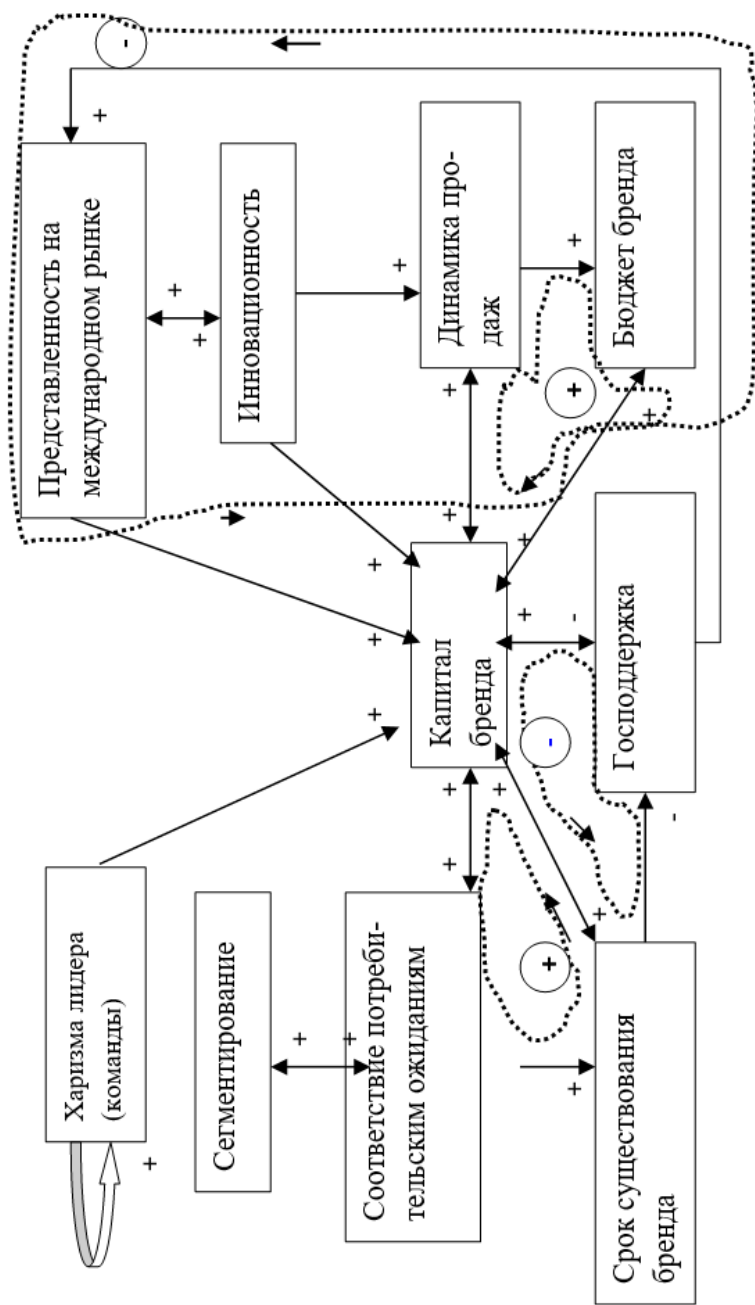 Харизма лидера
(команды)
+
Представленность на
международном рынке
+
-
+
+
Сегментирование
Инновационность
+
+
+
+
+
+
Соответствие потреби-
тельским ожиданиям
+
+
Капитал
бренда
+
+
Динамика про-
даж
+
+
+
+
-
+
+
-
+
+
+
Срок существования
бренда
-
Господдержка
Бюджет бренда